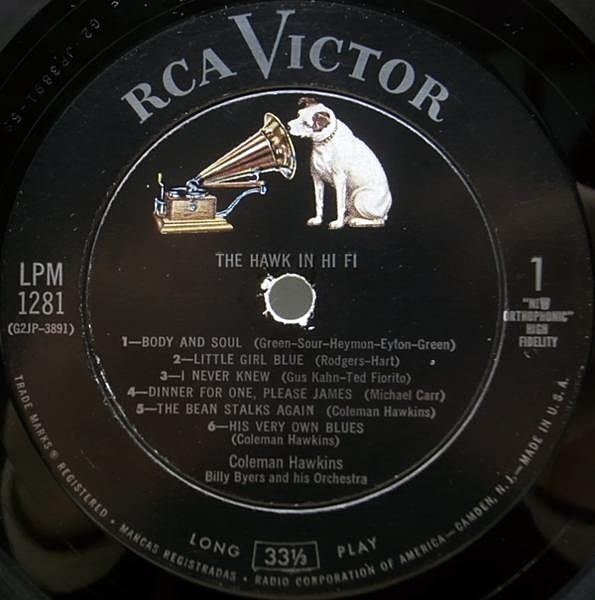 RCA VICTOR
THE HAWK IN HI FI
LPM
1281
(G2JP-3891)
1
"NEW
ORTHOPHONIC"
HIGH
FIDELITY
1—BODY AND SOUL (Green-Sour-Heymon-Eyton-Green)
2—LITTLE GIRL BLUE (Rodgers-Hart)
3—I NEVER KNEW (Gus Kahn-Ted Fiorito)
4—DINNER FOR ONE, PLEASE JAMES (Michael Carr)
5—THE BEAN STALKS AGAIN (Coleman Hawkins)
6—HIS VERY OWN BLUES
(Coleman Hawkins)
Coleman Hawkins
Billy Byers and his Orchestra
LONG 33⅓ PLAY
TRADE MARKS ® REGISTERED • MARCAS REGISTRADAS • RADIO CORPORATION OF AMERICA—CAMDEN, N. J.—MADE IN U. S. A.